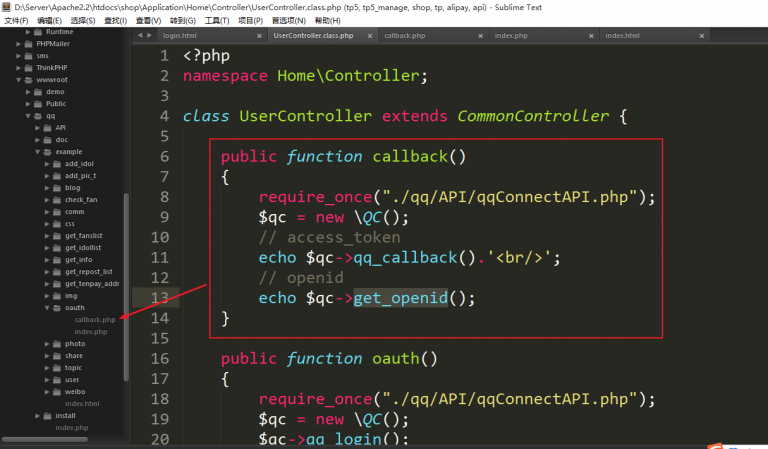 D:\Server\Apache2.2\htdocs\shop\Application\Home\Controller\UserController.class.php (tp5, tp5_manage, shop, tp, alipay, api) - Sublime Text
文件(F) 编辑(E) 选择(S) 查找(I) 查看(V) 转到(G) 工具(T) 项目(P) 首选项(N) 帮助(H)
login.html UserController.class.php callback.php index.php index.html
Runtime
PHPMailer
sms
ThinkPHP
wwwroot
demo
Public
qq
API
doc
example
add_idol
add_pic_t
blog
check_fan
comm
css
get_fanslist
get_idollist
get_info
get_repost_list
get_tenpay_addr
img
oauth
callback.php
index.php
photo
share
topic
user
weibo
index.html
install
index.php
1 <?php
2 namespace Home\Controller;
3
4 class UserController extends CommonController {
5
6 public function callback()
7 {
8 require_once("./qq/API/qqConnectAPI.php");
9 $qc = new \QC();
10 // access_token
11 echo $qc->qq_callback().'<br/>';
12 // openid
13 echo $qc->get_openid();
14 }
15
16 public function oauth()
17 {
18 require_once("./qq/API/qqConnectAPI.php");
19 $qc = new \QC();
20 $qc->qq_login();